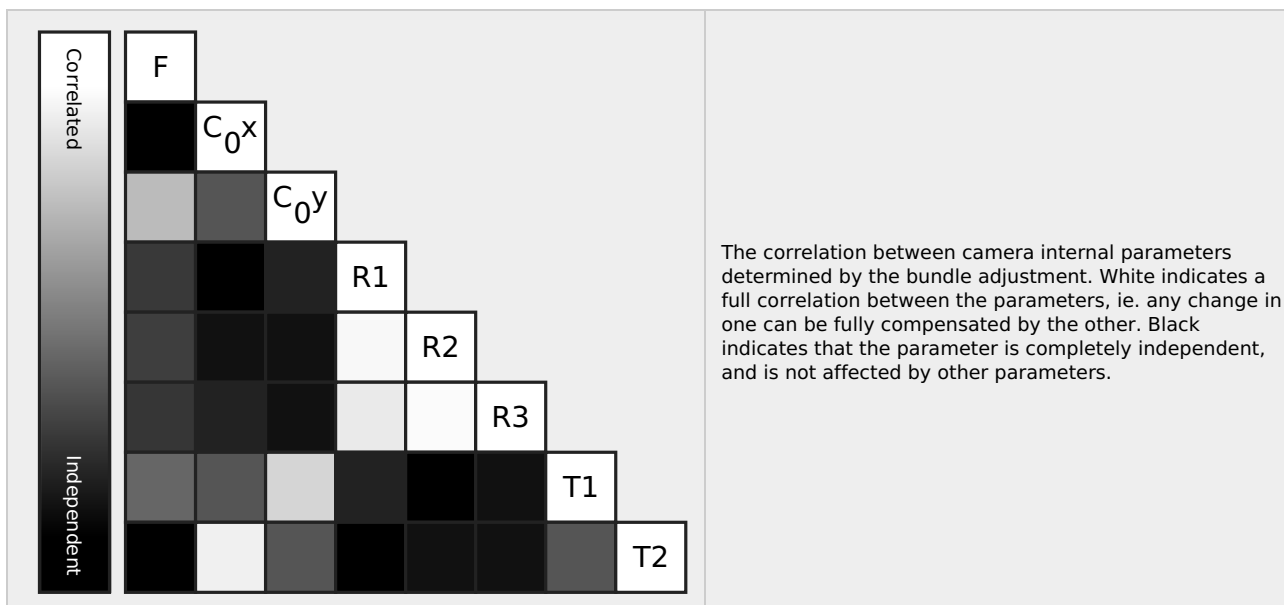 Correlated
Independent
F
C0x
C0y
R1
R2
R3
T1
T2
The correlation between camera internal parameters
determined by the bundle adjustment. White indicates a
full correlation between the parameters, ie. any change in
one can be fully compensated by the other. Black
indicates that the parameter is completely independent,
and is not affected by other parameters.